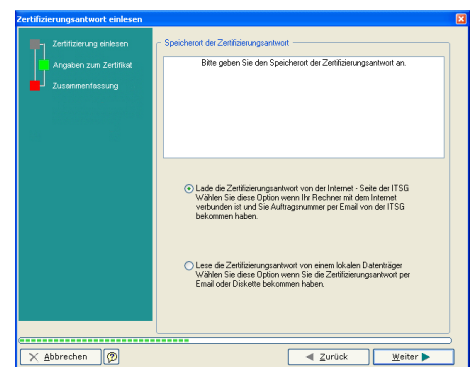 Zertifizierungsantwort einlesen
Zertifizierung einlesen
Angaben zum Zertifikat
Zusammenfassung
Speicherort der Zertifizierungsantwort
Bitte geben Sie den Speicherort der Zertifizierungsantwort an.
Lade die Zertifizierungsantwort von der Internet - Seite der ITSG
Wählen Sie diese Option wenn Ihr Rechner mit dem Internet
verbunden ist und Sie Auftragsnummer per Email von der ITSG
bekommen haben.
Lese die Zertifizierungsantwort von einem lokalen Datenträger
Wählen Sie diese Option wenn Sie die Zertifizierungsantwort per
Email oder Diskette bekommen haben.
Abbrechen
?
Zurück
Weiter